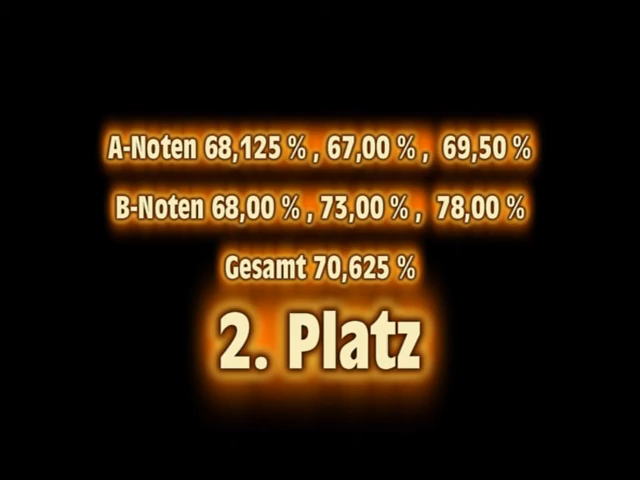 A-Noten 68,125 % , 67,00 % , 69,50 %
B-Noten 68,00 % , 73,00 % , 78,00 %
Gesamt 70,625 %
2. Platz